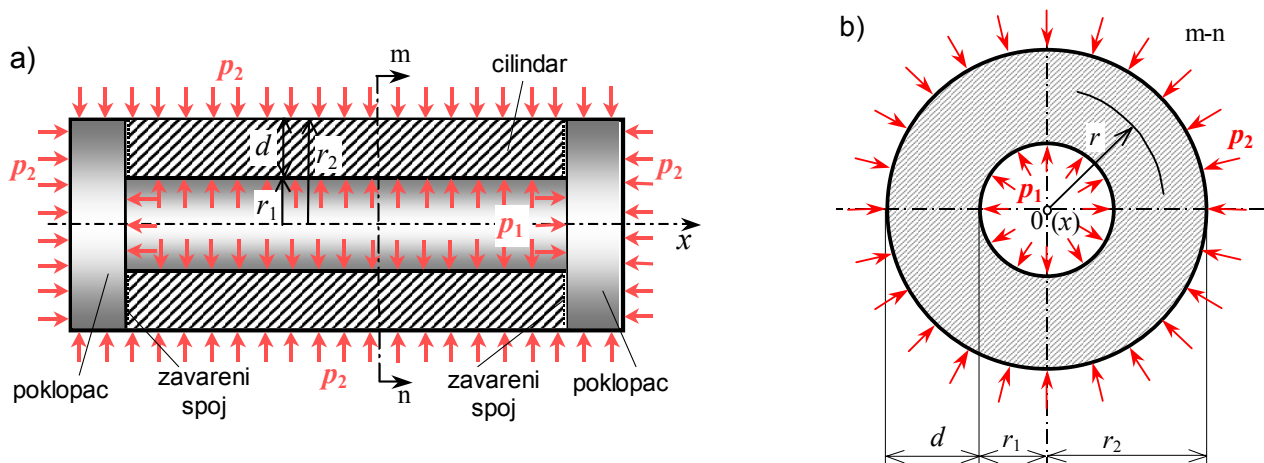 a)
p₂
m
cilindar
p₂
d
r₂
p₂
r₁
p₁
x
poklopac
zavareni
spoj
p₂
n
zavareni
spoj
poklopac
b)
m-n
r
p₂
p₁
0
(x)
d
r₁
r₂